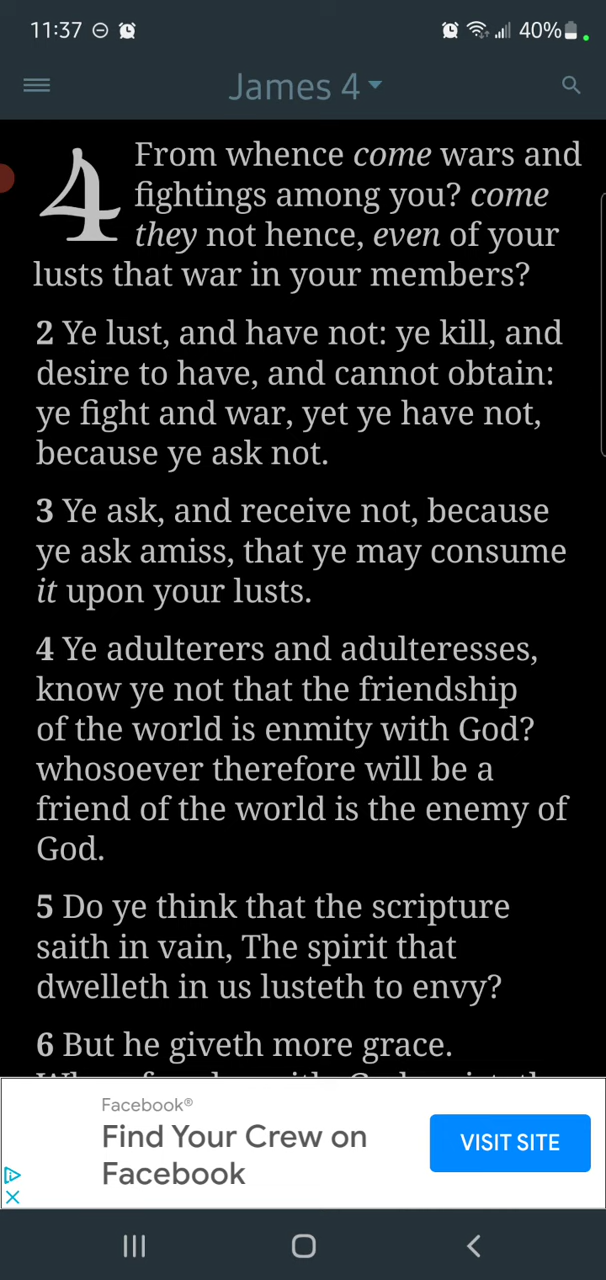 11:37 40%
James 4
4 From whence come wars and
fightings among you? come
they not hence, even of your
lusts that war in your members?
2 Ye lust, and have not: ye kill, and
desire to have, and cannot obtain:
ye fight and war, yet ye have not,
because ye ask not.
3 Ye ask, and receive not, because
ye ask amiss, that ye may consume
it upon your lusts.
4 Ye adulterers and adulteresses,
know ye not that the friendship
of the world is enmity with God?
whosoever therefore will be a
friend of the world is the enemy of
God.
5 Do ye think that the scripture
saith in vain, The spirit that
dwelleth in us lusteth to envy?
6 But he giveth more grace.
Facebook®
Find Your Crew on
Facebook
VISIT SITE